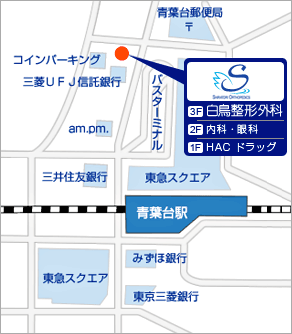 青葉台郵便局
〒
コインパーキング
三菱UFJ信託銀行
バスターミナル
S
SHIRATORI ORTHOPEDICS
3F 白鳥整形外科
2F 内科・眼科
1F HAC ドラッグ
am.pm.
三井住友銀行
東急スクエア
青葉台駅
みずほ銀行
東急スクエア
東京三菱銀行